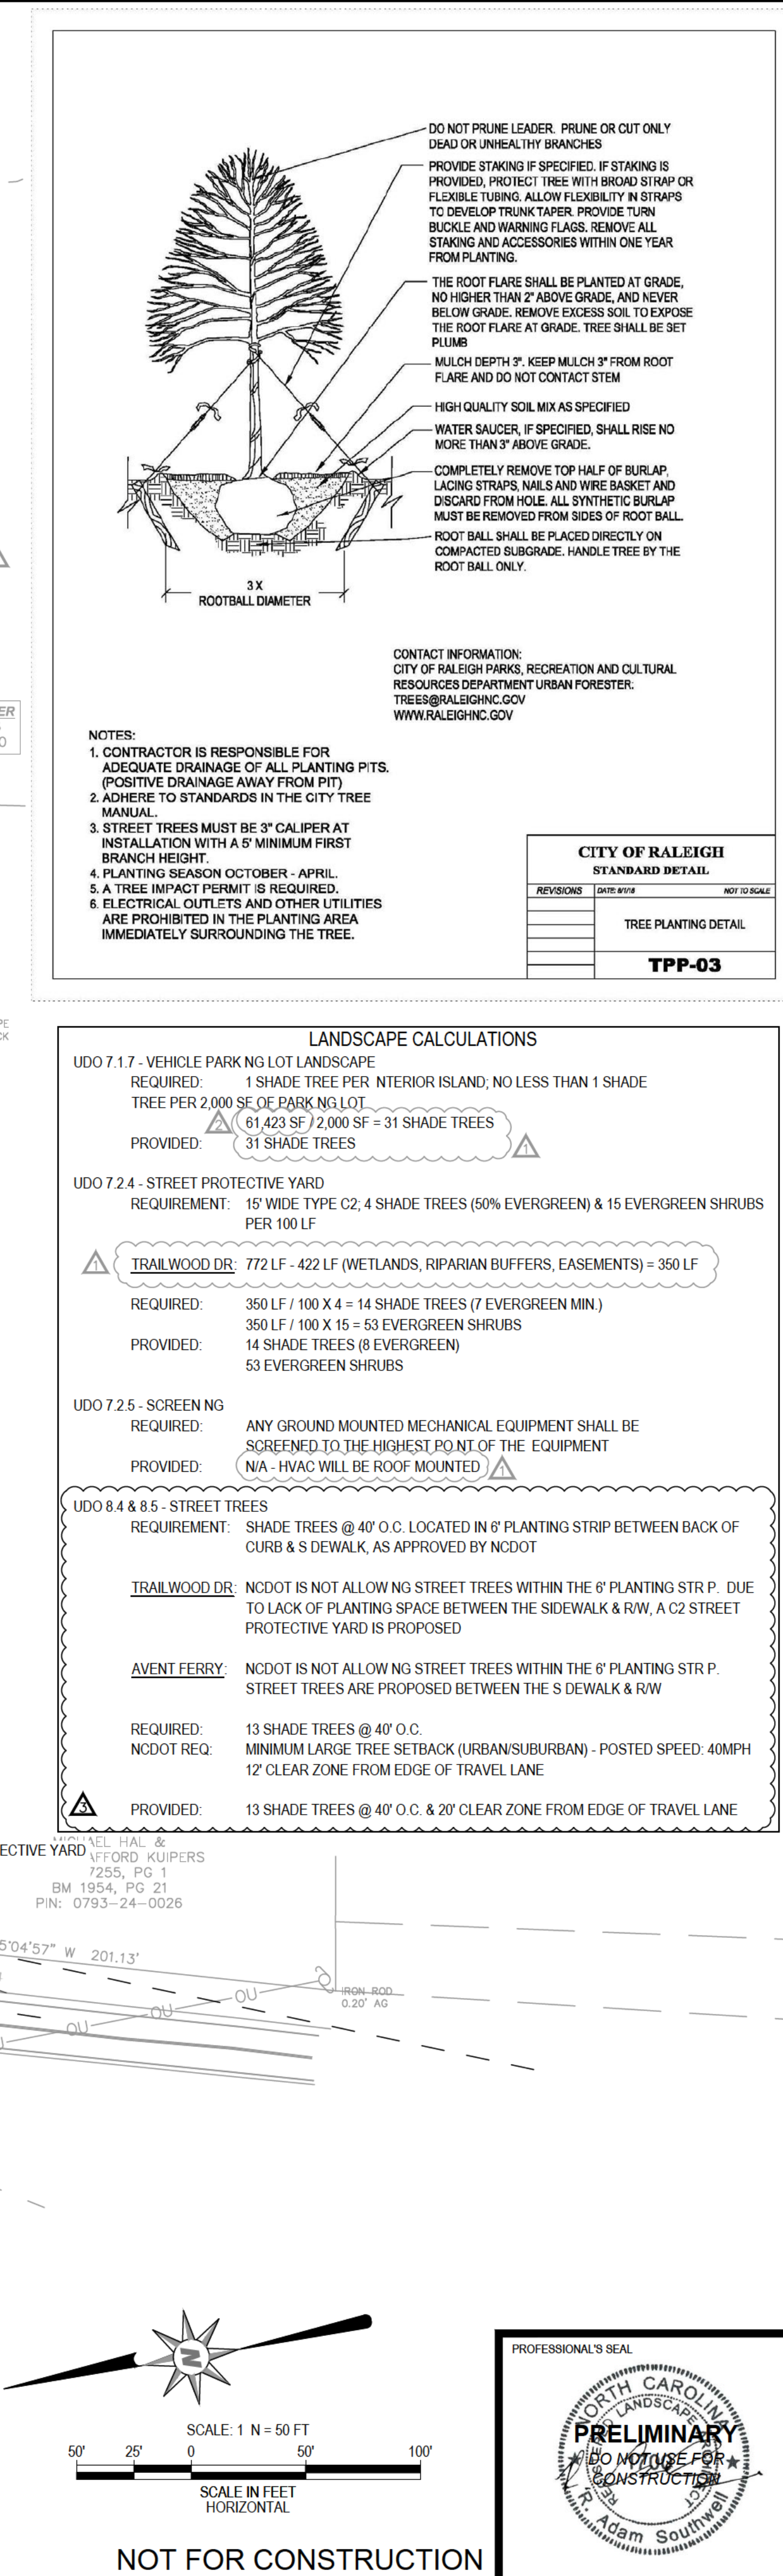 DO NOT PRUNE LEADER. PRUNE OR CUT ONLY
DEAD OR UNHEALTHY BRANCHES
PROVIDE STAKING IF SPECIFIED. IF STAKING IS
PROVIDED, PROTECT TREE WITH BROAD STRAP OR
FLEXIBLE TUBING. ALLOW FLEXIBILITY IN STRAPS
TO DEVELOP TRUNK TAPER. PROVIDE TURN
BUCKLE AND WARNING FLAGS. REMOVE ALL
STAKING AND ACCESSORIES WITHIN ONE YEAR
FROM PLANTING.
THE ROOT FLARE SHALL BE PLANTED AT GRADE,
NO HIGHER THAN 2" ABOVE GRADE, AND NEVER
BELOW GRADE. REMOVE EXCESS SOIL TO EXPOSE
THE ROOT FLARE AT GRADE. TREE SHALL BE SET
PLUMB
MULCH DEPTH 3". KEEP MULCH 3" FROM ROOT
FLARE AND DO NOT CONTACT STEM
HIGH QUALITY SOIL MIX AS SPECIFIED
WATER SAUCER, IF SPECIFIED, SHALL RISE NO
MORE THAN 3" ABOVE GRADE.
COMPLETELY REMOVE TOP HALF OF BURLAP,
LACING STRAPS, NAILS AND WIRE BASKET AND
DISCARD FROM HOLE. ALL SYNTHETIC BURLAP
MUST BE REMOVED FROM SIDES OF ROOT BALL.
ROOT BALL SHALL BE PLACED DIRECTLY ON
COMPACTED SUBGRADE. HANDLE TREE BY THE
ROOT BALL ONLY.
3 X
ROOTBALL DIAMETER
CONTACT INFORMATION:
CITY OF RALEIGH PARKS, RECREATION AND CULTURAL
RESOURCES DEPARTMENT URBAN FORESTER:
TREES@RALEIGHNC.GOV
WWW.RALEIGHNC.GOV
ER
0
NOTES:
1. CONTRACTOR IS RESPONSIBLE FOR
ADEQUATE DRAINAGE OF ALL PLANTING PITS.
(POSITIVE DRAINAGE AWAY FROM PIT)
2. ADHERE TO STANDARDS IN THE CITY TREE
MANUAL.
3. STREET TREES MUST BE 3" CALIPER AT
INSTALLATION WITH A 5' MINIMUM FIRST
BRANCH HEIGHT.
4. PLANTING SEASON OCTOBER - APRIL.
5. A TREE IMPACT PERMIT IS REQUIRED.
6. ELECTRICAL OUTLETS AND OTHER UTILITIES
ARE PROHIBITED IN THE PLANTING AREA
IMMEDIATELY SURROUNDING THE TREE.
CITY OF RALEIGH
STANDARD DETAIL
REVISIONS DATE: 8/1/18 NOT TO SCALE
TREE PLANTING DETAIL
TPP-03
PE
CK
LANDSCAPE CALCULATIONS
UDO 7.1.7 - VEHICLE PARK NG LOT LANDSCAPE
REQUIRED: 1 SHADE TREE PER NTERIOR ISLAND; NO LESS THAN 1 SHADE
TREE PER 2,000 SF OF PARK NG LOT
2 61,423 SF / 2,000 SF = 31 SHADE TREES
PROVIDED: 31 SHADE TREES 1
UDO 7.2.4 - STREET PROTECTIVE YARD
REQUIREMENT: 15' WIDE TYPE C2; 4 SHADE TREES (50% EVERGREEN) & 15 EVERGREEN SHRUBS
PER 100 LF
1 TRAILWOOD DR: 772 LF - 422 LF (WETLANDS, RIPARIAN BUFFERS, EASEMENTS) = 350 LF
REQUIRED: 350 LF / 100 X 4 = 14 SHADE TREES (7 EVERGREEN MIN.)
350 LF / 100 X 15 = 53 EVERGREEN SHRUBS
PROVIDED: 14 SHADE TREES (8 EVERGREEN)
53 EVERGREEN SHRUBS
UDO 7.2.5 - SCREEN NG
REQUIRED: ANY GROUND MOUNTED MECHANICAL EQUIPMENT SHALL BE
SCREENED TO THE HIGHEST PO NT OF THE EQUIPMENT
PROVIDED: N/A - HVAC WILL BE ROOF MOUNTED 1
UDO 8.4 & 8.5 - STREET TREES
REQUIREMENT: SHADE TREES @ 40' O.C. LOCATED IN 6' PLANTING STRIP BETWEEN BACK OF
CURB & S DEWALK, AS APPROVED BY NCDOT
TRAILWOOD DR: NCDOT IS NOT ALLOW NG STREET TREES WITHIN THE 6' PLANTING STR P. DUE
TO LACK OF PLANTING SPACE BETWEEN THE SIDEWALK & R/W, A C2 STREET
PROTECTIVE YARD IS PROPOSED
AVENT FERRY: NCDOT IS NOT ALLOW NG STREET TREES WITHIN THE 6' PLANTING STR P.
STREET TREES ARE PROPOSED BETWEEN THE S DEWALK & R/W
REQUIRED: 13 SHADE TREES @ 40' O.C.
NCDOT REQ: MINIMUM LARGE TREE SETBACK (URBAN/SUBURBAN) - POSTED SPEED: 40MPH
12' CLEAR ZONE FROM EDGE OF TRAVEL LANE
3 PROVIDED: 13 SHADE TREES @ 40' O.C. & 20' CLEAR ZONE FROM EDGE OF TRAVEL LANE
HAL &
ECTIVE YARD AFFORD KUIPERS
7255, PG 1
BM 1954, PG 21
PIN: 0793-24-0026
5°04'57" W 201.13'
OU
OU
OU
IRON ROD
0.20' AG
N
SCALE: 1 N = 50 FT
50' 25' 0 50' 100'
SCALE IN FEET
HORIZONTAL
NOT FOR CONSTRUCTION
PROFESSIONAL'S SEAL
NORTH CAROLINA
REGISTERED LANDSCAPE ARCHITECT
PRELIMINARY
DO NOT USE FOR
CONSTRUCTION
R. Adam Southwell